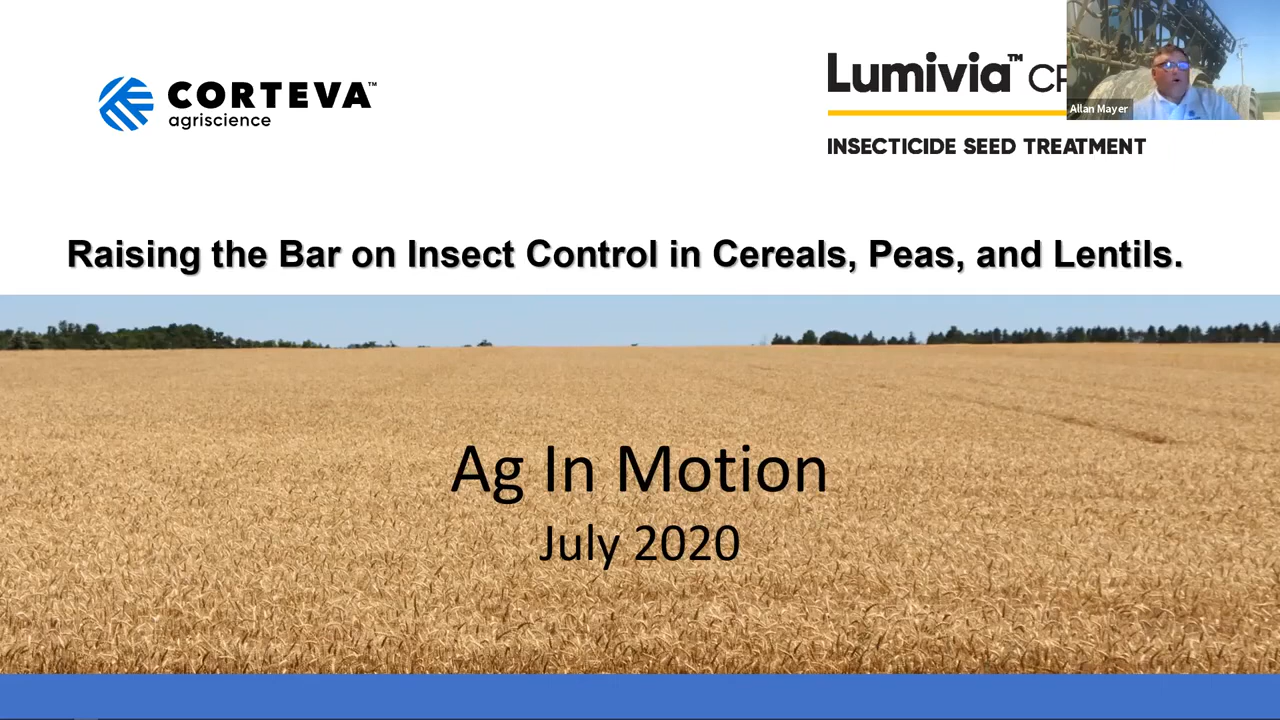 CORTEVA™
agriscience
Lumivia™
INSECTICIDE SEED TREATMENT
Allan Mayer
Raising the Bar on Insect Control in Cereals, Peas, and Lentils.
Ag In Motion
July 2020